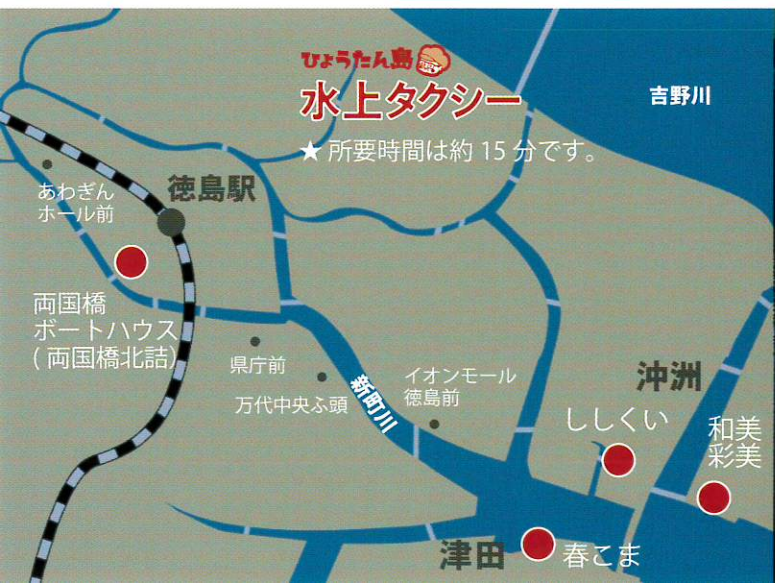 ひょうたん島
水上タクシー
★ 所要時間は約 15 分です。
吉野川
あわぎん
ホール前
徳島駅
両国橋
ボートハウス
( 両国橋北詰)
県庁前
万代中央ふ頭
新町川
イオンモール
徳島前
沖洲
ししくい
和美
彩美
津田
春こま